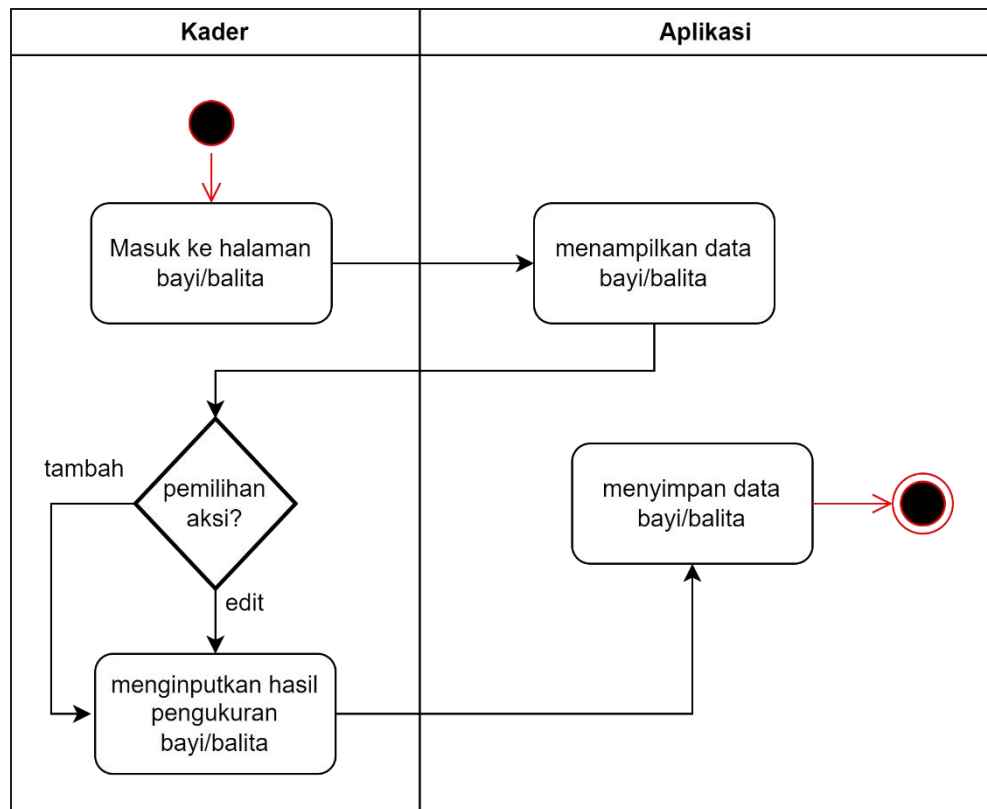 Kader
Aplikasi
Masuk ke halaman
bayi/balita
menampilkan data
bayi/balita
tambah
pemilihan
aksi?
edit
menyimpan data
bayi/balita
menginputkan hasil
pengukuran
bayi/balita